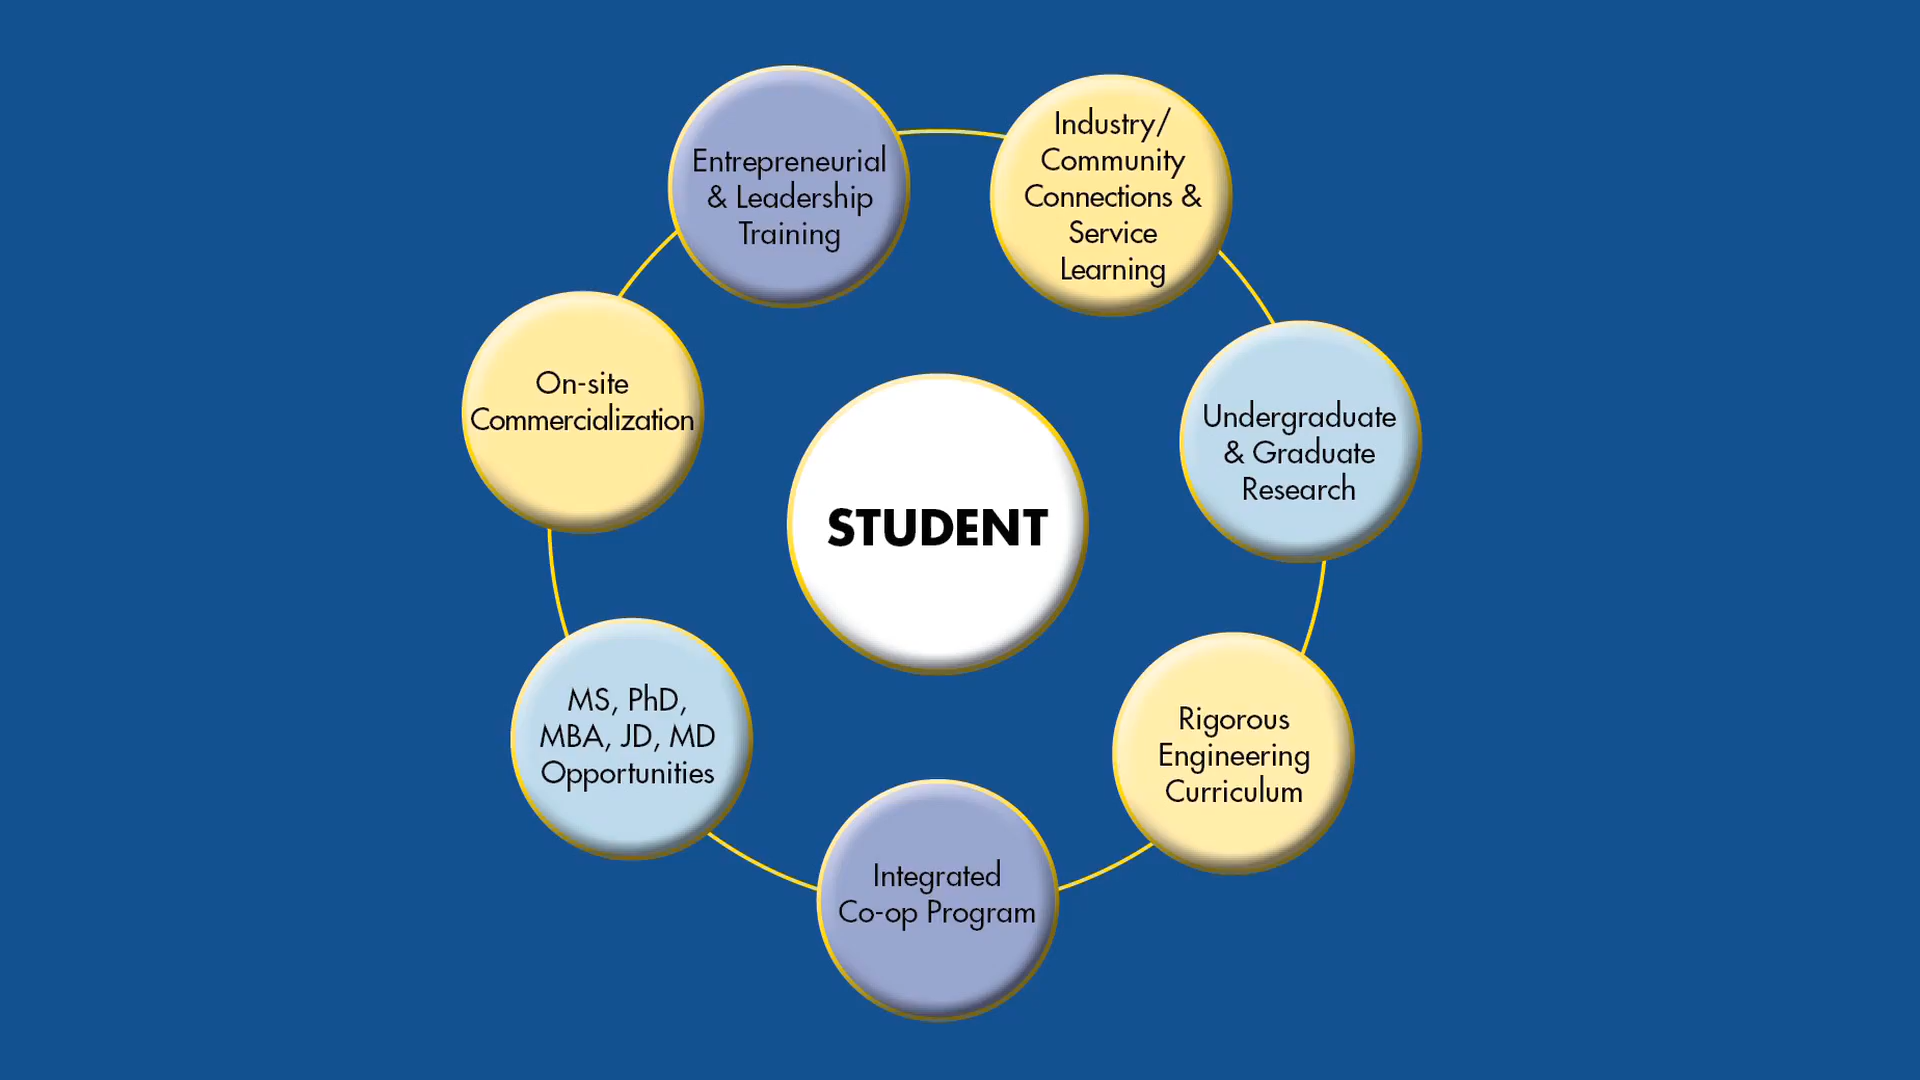 Entrepreneurial
& Leadership
Training
Industry/
Community
Connections &
Service
Learning
On-site
Commercialization
Undergraduate
& Graduate
Research
STUDENT
MS, PhD,
MBA, JD, MD
Opportunities
Rigorous
Engineering
Curriculum
Integrated
Co-op Program